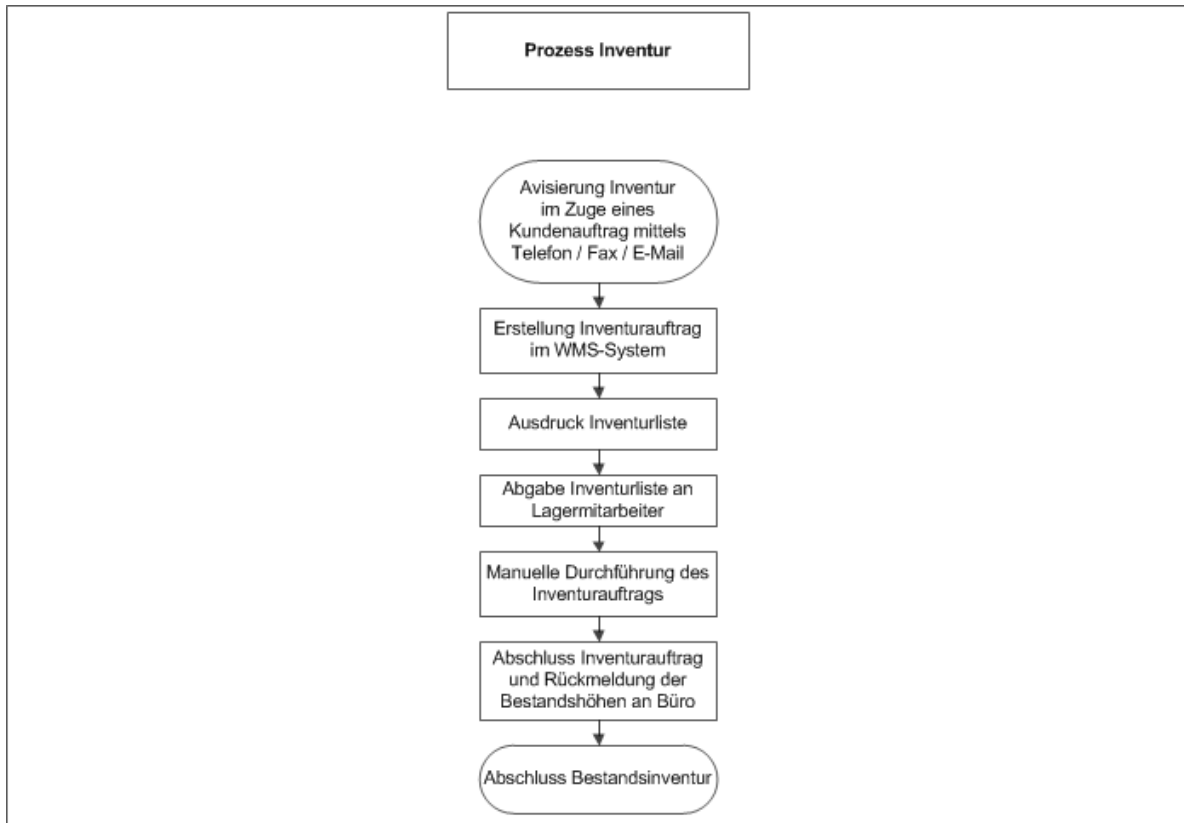 Prozess Inventur
Avisierung Inventur
im Zuge eines
Kundenauftrag mittels
Telefon / Fax / E-Mail
Erstellung Inventurauftrag
im WMS-System
Ausdruck Inventurliste
Abgabe Inventurliste an
Lagermitarbeiter
Manuelle Durchführung des
Inventurauftrags
Abschluss Inventurauftrag
und Rückmeldung der
Bestandshöhen an Büro
Abschluss Bestandsinventur